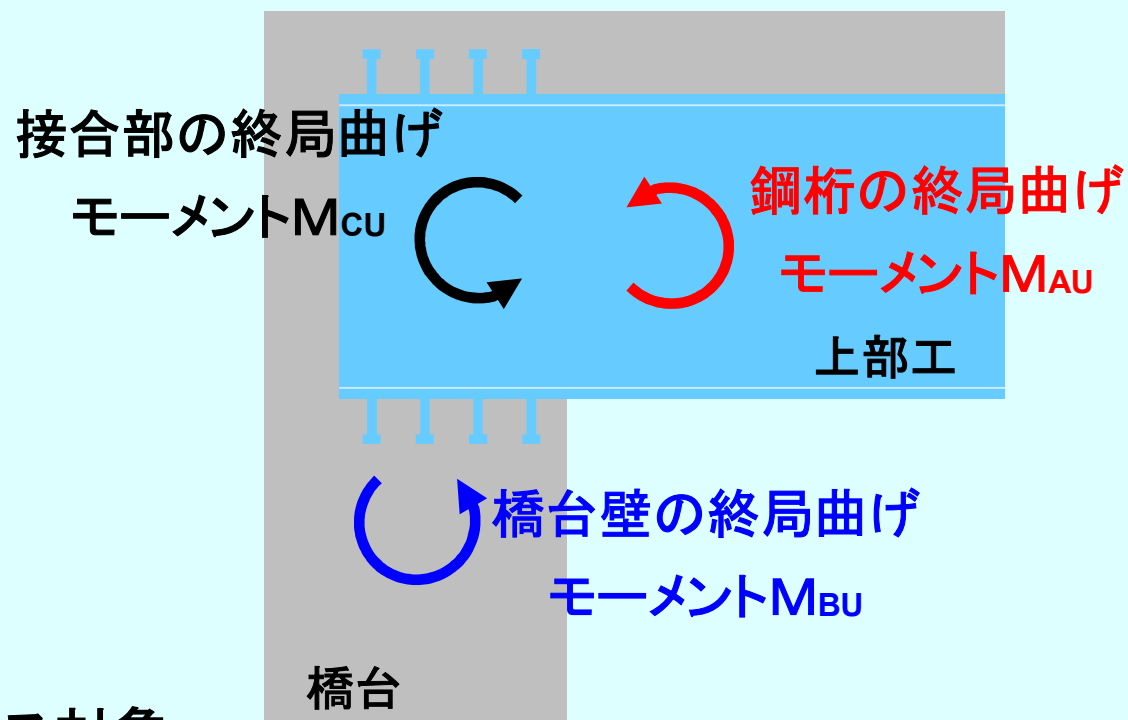 接合部の終局曲げ
モーメントMCU
鋼桁の終局曲げ
モーメントMAU
上部工
橋台壁の終局曲げ
モーメントMBU
橋台